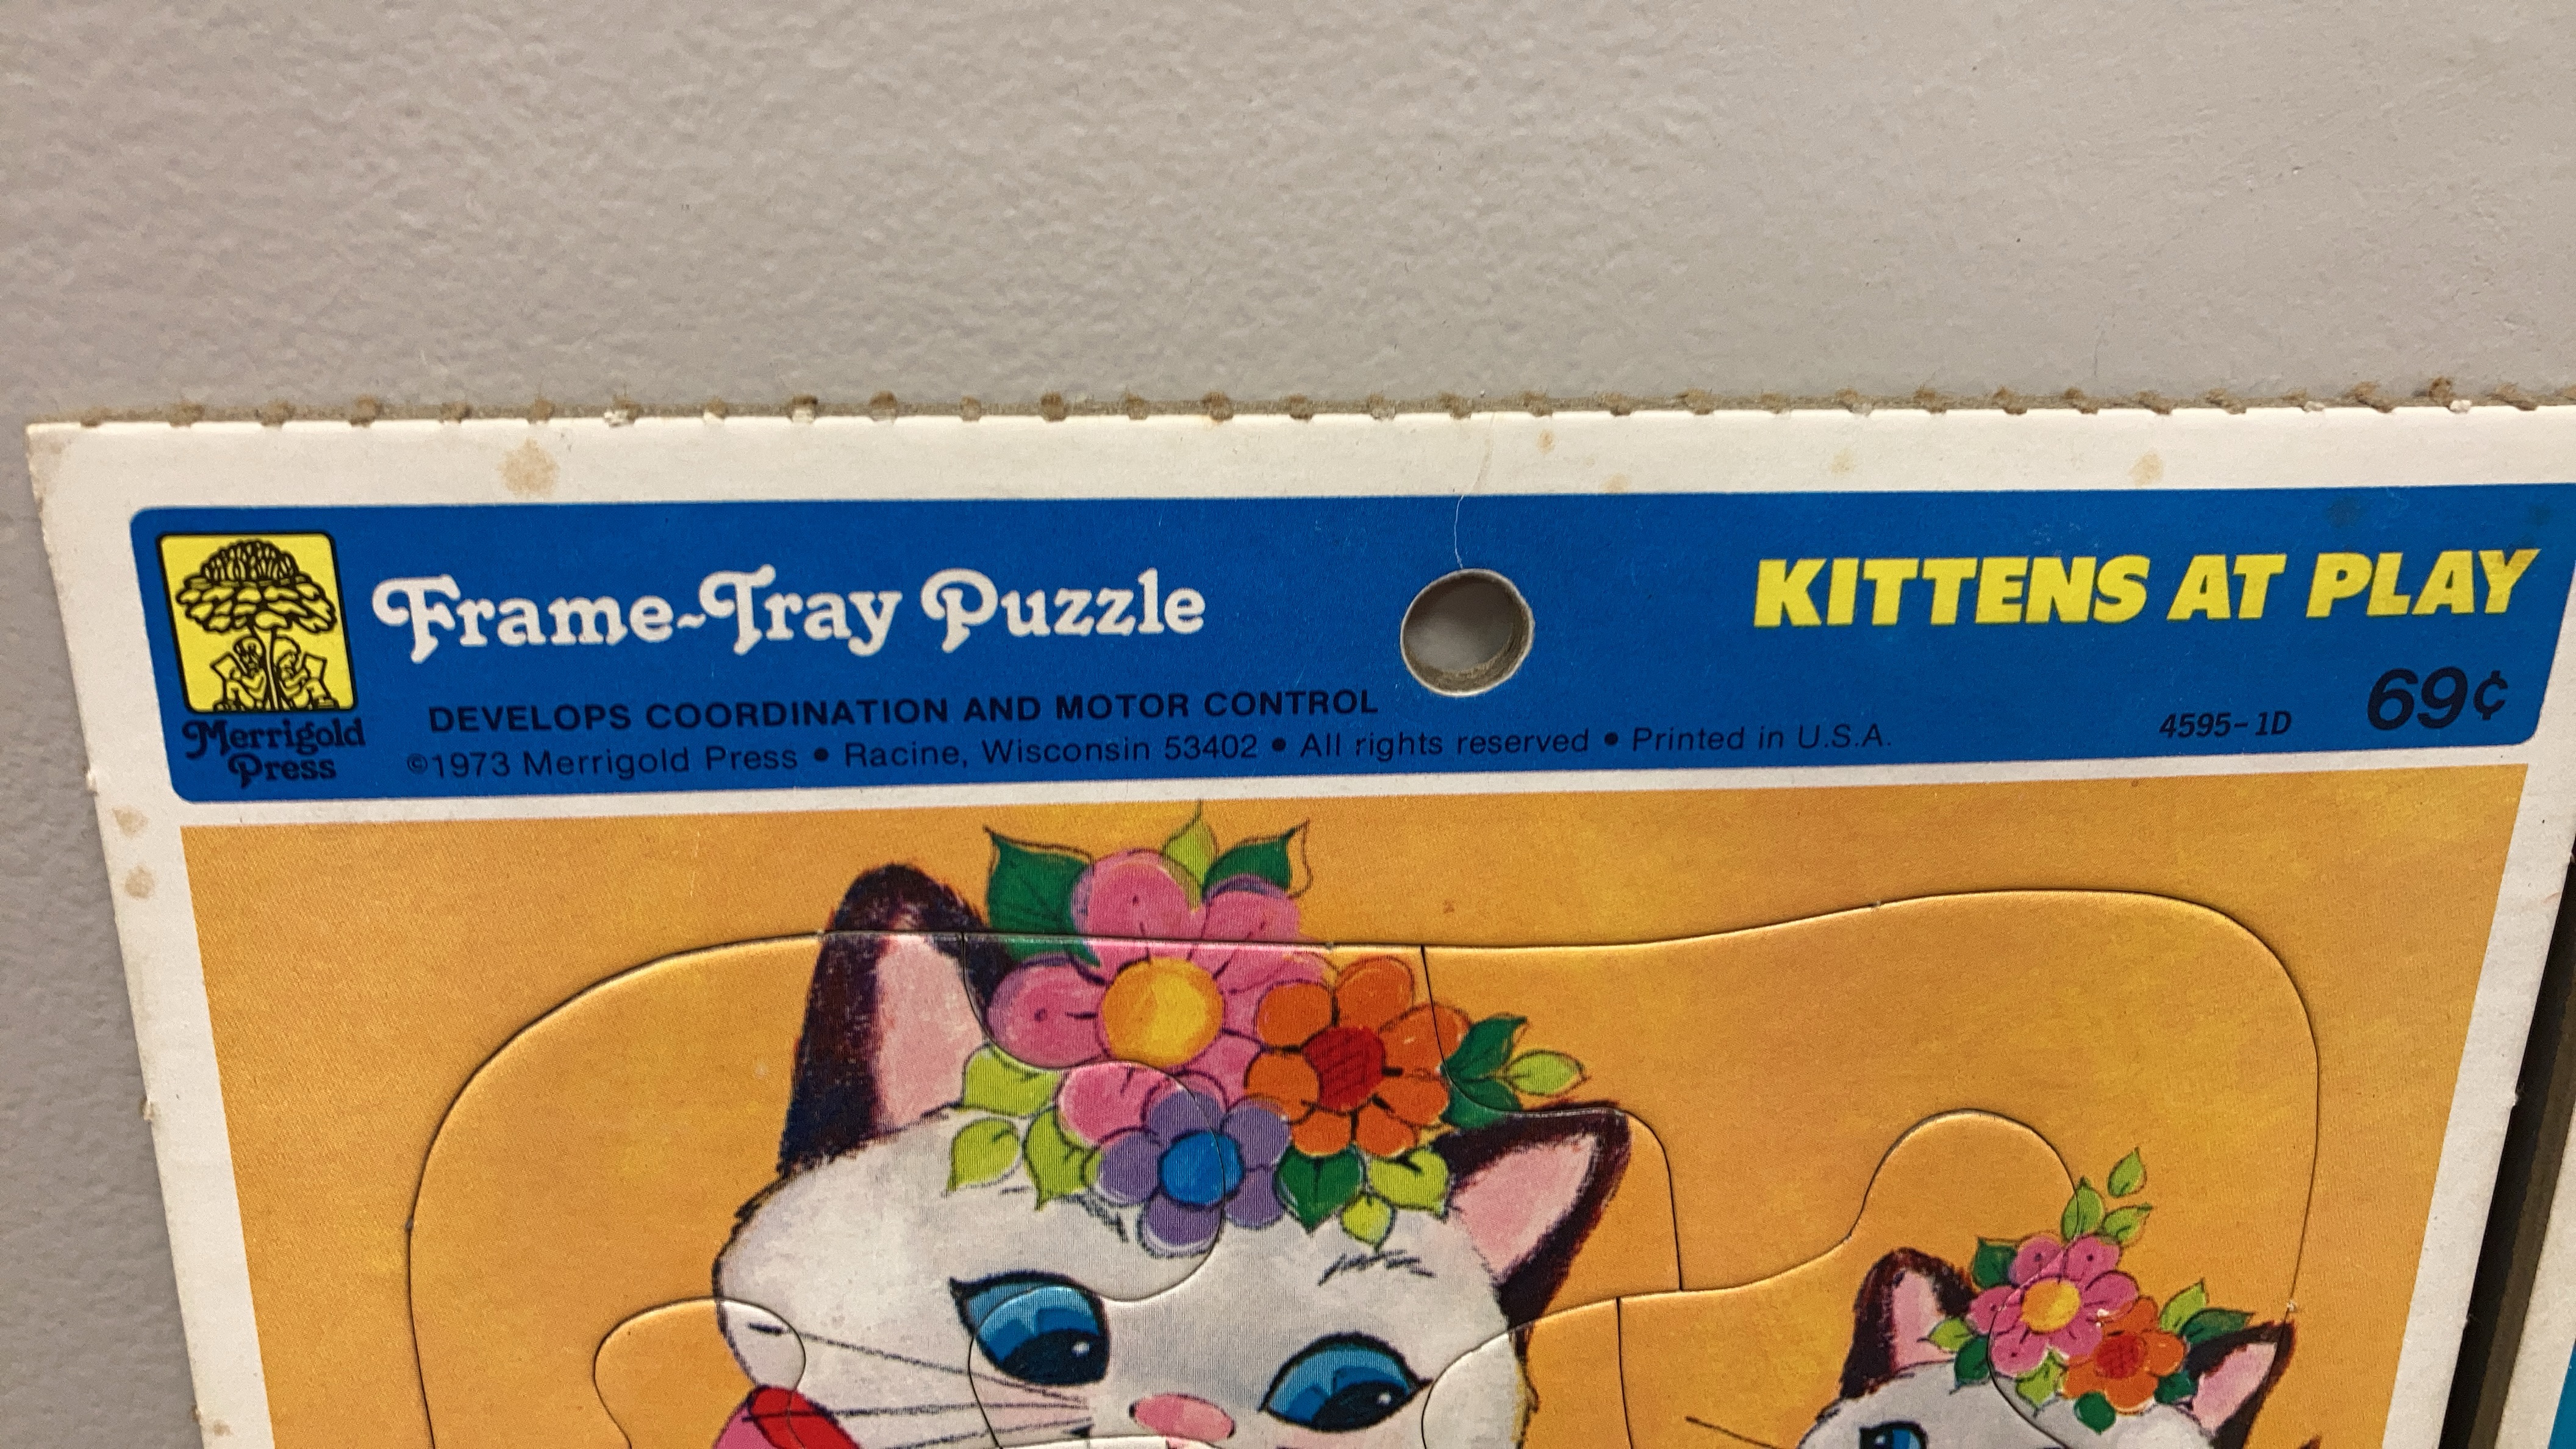 Frame-Tray Puzzle
KITTENS AT PLAY
Merrigold
Press
DEVELOPS COORDINATION AND MOTOR CONTROL
©1973 Merrigold Press • Racine, Wisconsin 53402 • All rights reserved • Printed in U.S.A.
4595-1D
69¢